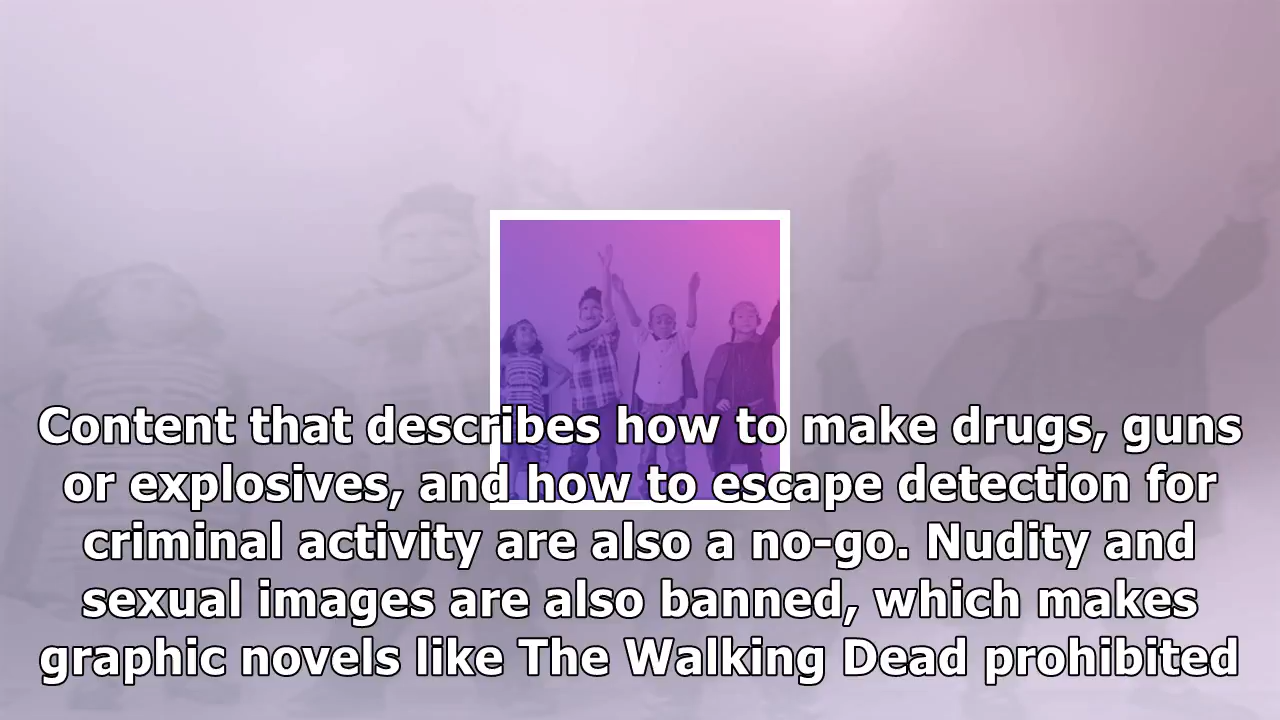 Content that describes how to make drugs, guns
or explosives, and how to escape detection for
criminal activity are also a no-go. Nudity and
sexual images are also banned, which makes
graphic novels like The Walking Dead prohibited